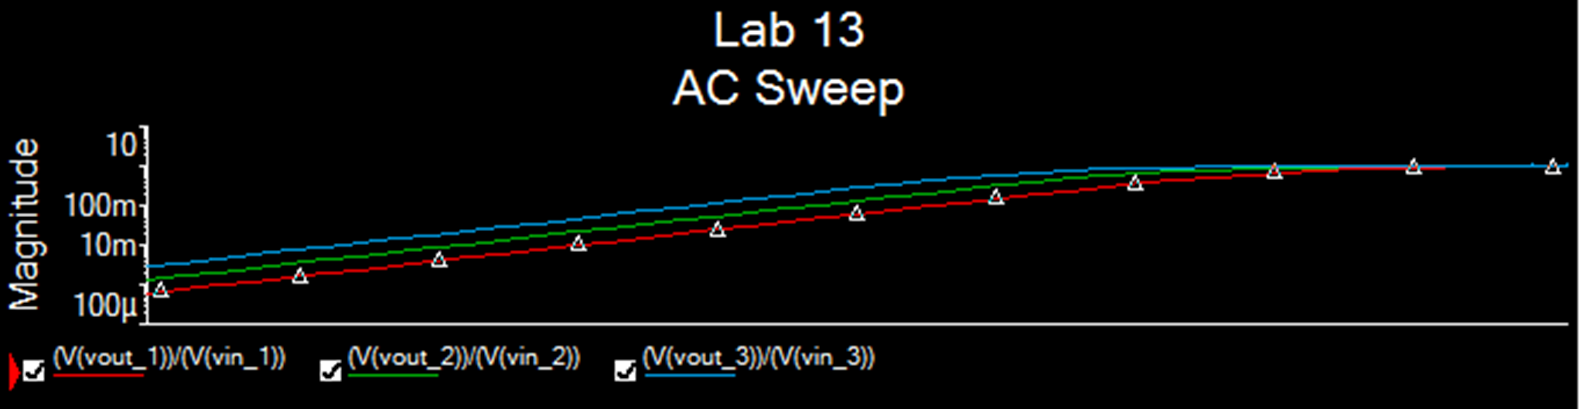 Lab 13
AC Sweep
Magnitude
10
100m
10m
100µ
(V(vout_1))/(V(vin_1)) (V(vout_2))/(V(vin_2)) (V(vout_3))/(V(vin_3))